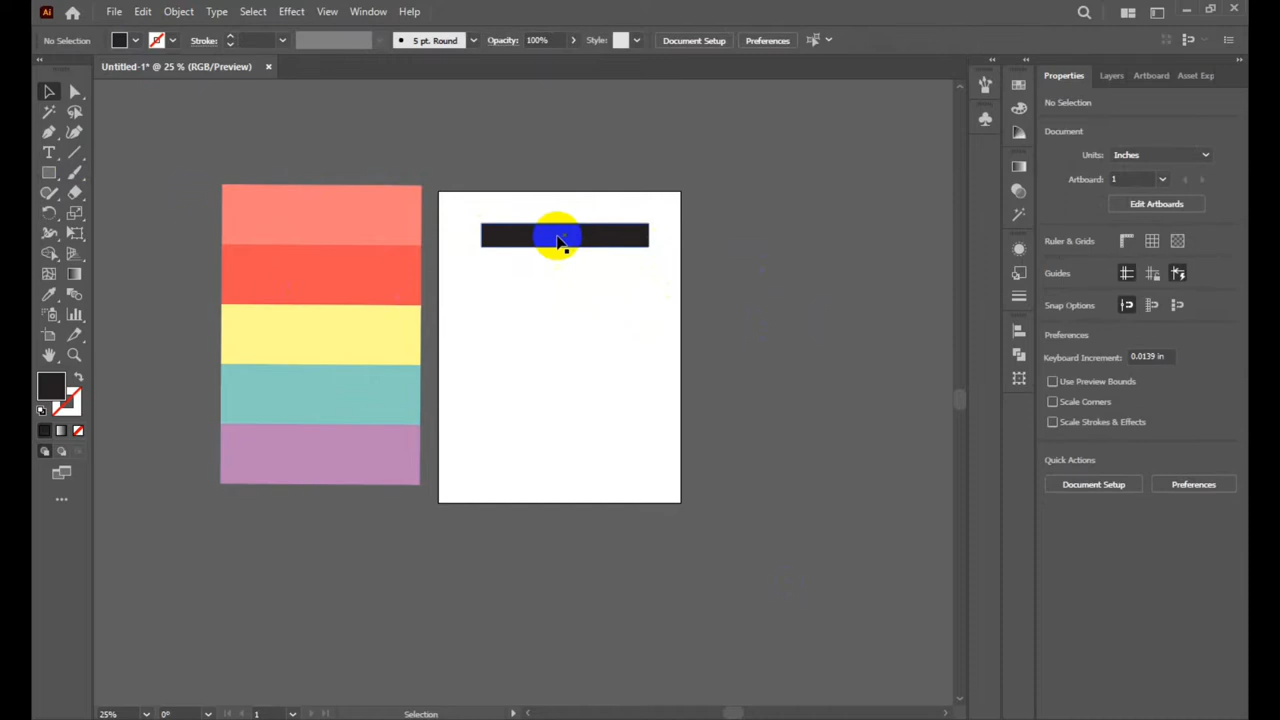 Ai File Edit Object Type Select Effect View Window Help
No Selection Stroke: 5 pt. Round Opacity: 100% Style: Document Setup Preferences
Untitled-1* @ 25 % (RGB/Preview)
Properties Layers Artboard Asset Exp
No Selection
Document
Units: Inches
Artboard: 1
Edit Artboards
Ruler & Grids
Guides
Snap Options
Preferences
Keyboard Increment: 0.0139 in
Use Preview Bounds
Scale Corners
Scale Strokes & Effects
Quick Actions
Document Setup Preferences
25% 0° 1 Selection